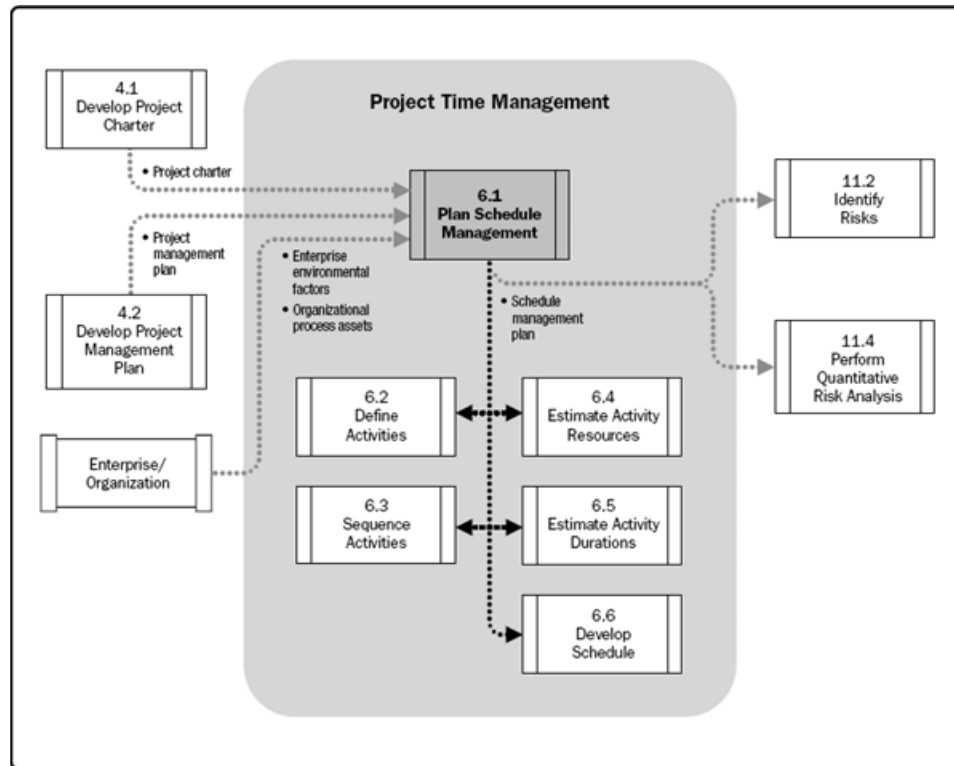 Project Time Management
4.1
Develop Project
Charter
• Project charter
6.1
Plan Schedule
Management
11.2
Identify
Risks
• Project
management
plan
• Enterprise
environmental
factors
• Organizational
process assets
• Schedule
management
plan
4.2
Develop Project
Management
Plan
11.4
Perform
Quantitative
Risk Analysis
6.2
Define
Activities
6.4
Estimate Activity
Resources
Enterprise/
Organization
6.3
Sequence
Activities
6.5
Estimate Activity
Durations
6.6
Develop
Schedule